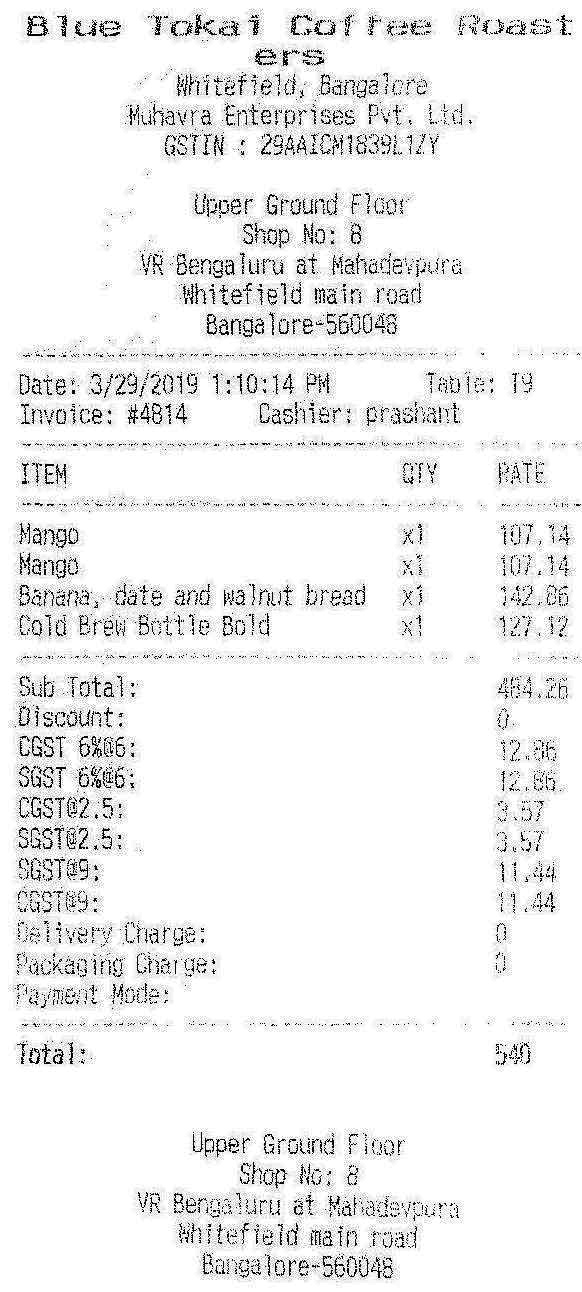 Blue Tokai Coffee Roast
ers
Whitefield, Bangalore
Muhavra Enterprises Pvt. Ltd.
GSTIN : 29AAICM1839L1ZY
Upper Ground Floor
Shop No: 8
VR Bengaluru at Mahadevpura
Whitefield main road
Bangalore-560048
Date: 3/29/2019 1:10:14 PM Table: T9
Invoice: #4814 Cashier: prashant
ITEM QTY RATE
Mango x1 107.14
Mango x1 107.14
Banana, date and walnut bread x1 142.86
Cold Brew Bottle Bold x1 127.12
Sub Total: 484.26
Discount: 0
CGST 6%@6: 12.86
SGST 6%@6: 12.86
CGST@2.5: 3.57
SGST@2.5: 3.57
SGST@9: 11.44
CGST@9: 11.44
Delivery Charge: 0
Packaging Charge: 0
Payment Mode:
Total: 540
Upper Ground Floor
Shop No: 8
VR Bengaluru at Mahadevpura
Whitefield main road
Bangalore-560048